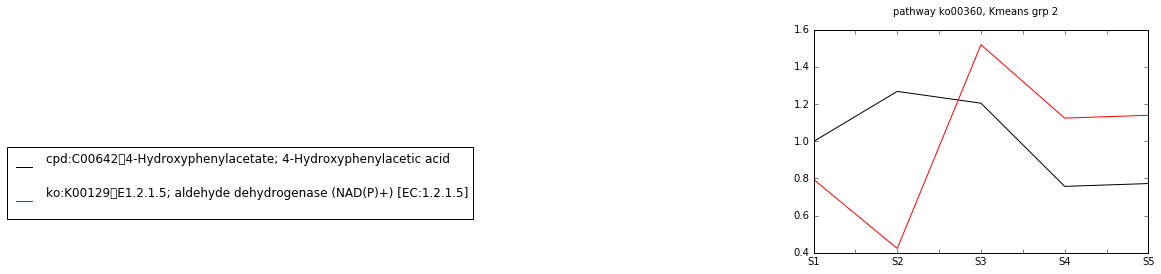 pathway ko00360, Kmeans grp 2
1.6
1.4
1.2
1.0
0.8
0.6
0.4
S1 S2 S3 S4 S5
cpd:C00642▯4-Hydroxyphenylacetate; 4-Hydroxyphenylacetic acid
ko:K00129▯E1.2.1.5; aldehyde dehydrogenase (NAD(P)+) [EC:1.2.1.5]